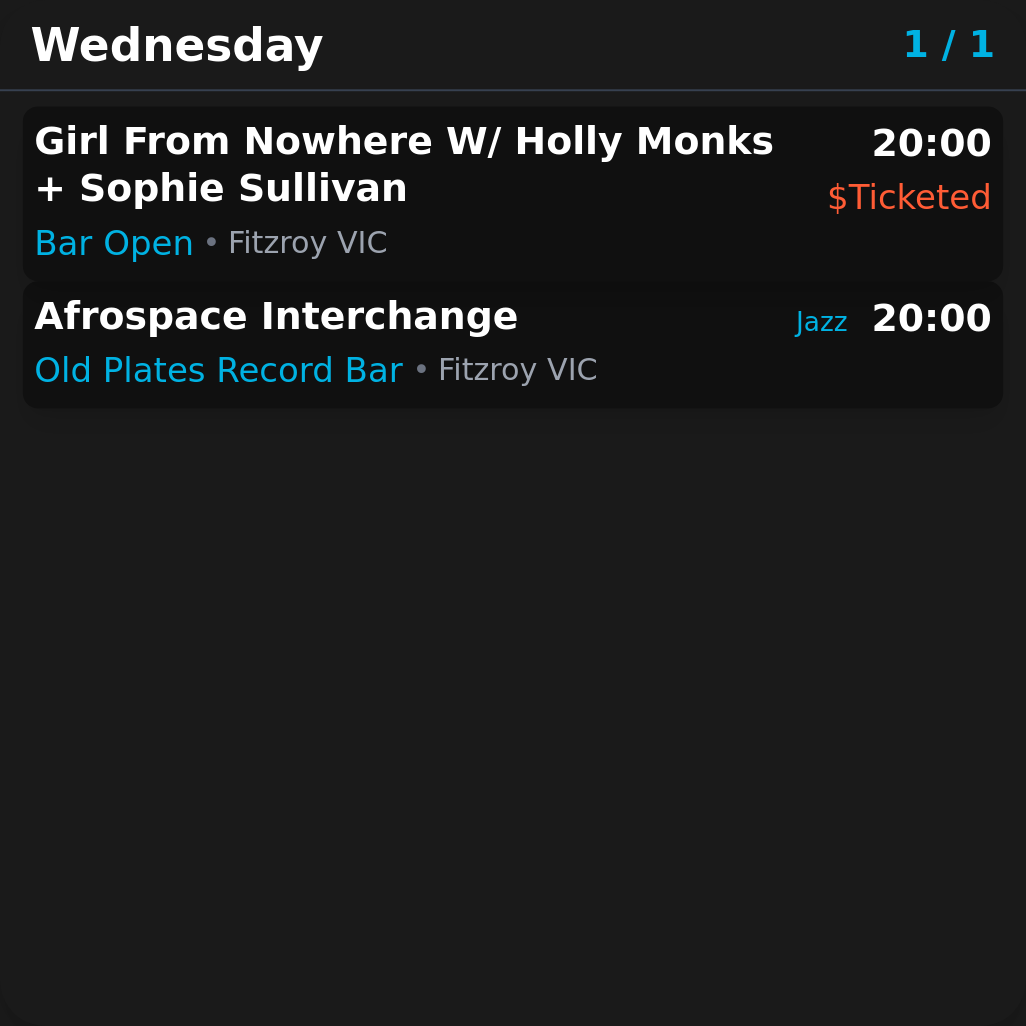 Wednesday
1 / 1
Girl From Nowhere W/ Holly Monks
+ Sophie Sullivan
20:00
$Ticketed
Bar Open • Fitzroy VIC
Afrospace Interchange
Jazz 20:00
Old Plates Record Bar • Fitzroy VIC